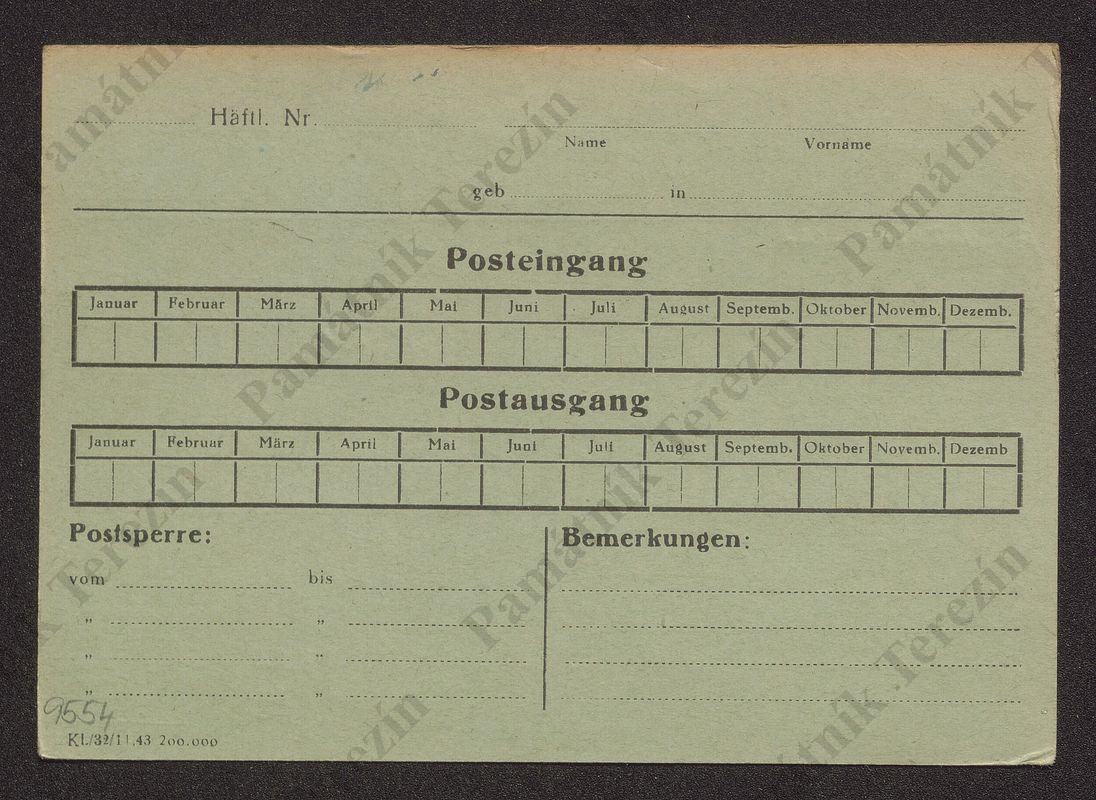 Häftl. Nr.
Name Vorname
geb in
Posteingang
Januar Februar März April Mai Juni Juli August Septemb. Oktober Novemb. Dezemb.
Postausgang
Januar Februar März April Mai Juni Juli August Septemb. Oktober Novemb. Dezemb
Postsperre: Bemerkungen:
vom bis
„ „
„ „
„ „
9554
KL/32/11.43 200.000
Památník Terezín